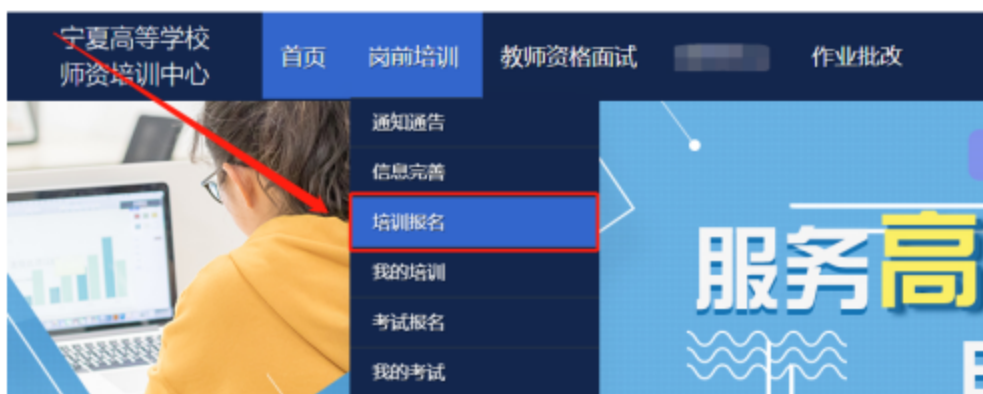 宁夏高等学校
师资培训中心
首页 岗前培训 教师资格面试 作业批改
通知通告
信息完善
培训报名
我的培训
考试报名
我的考试
服务高